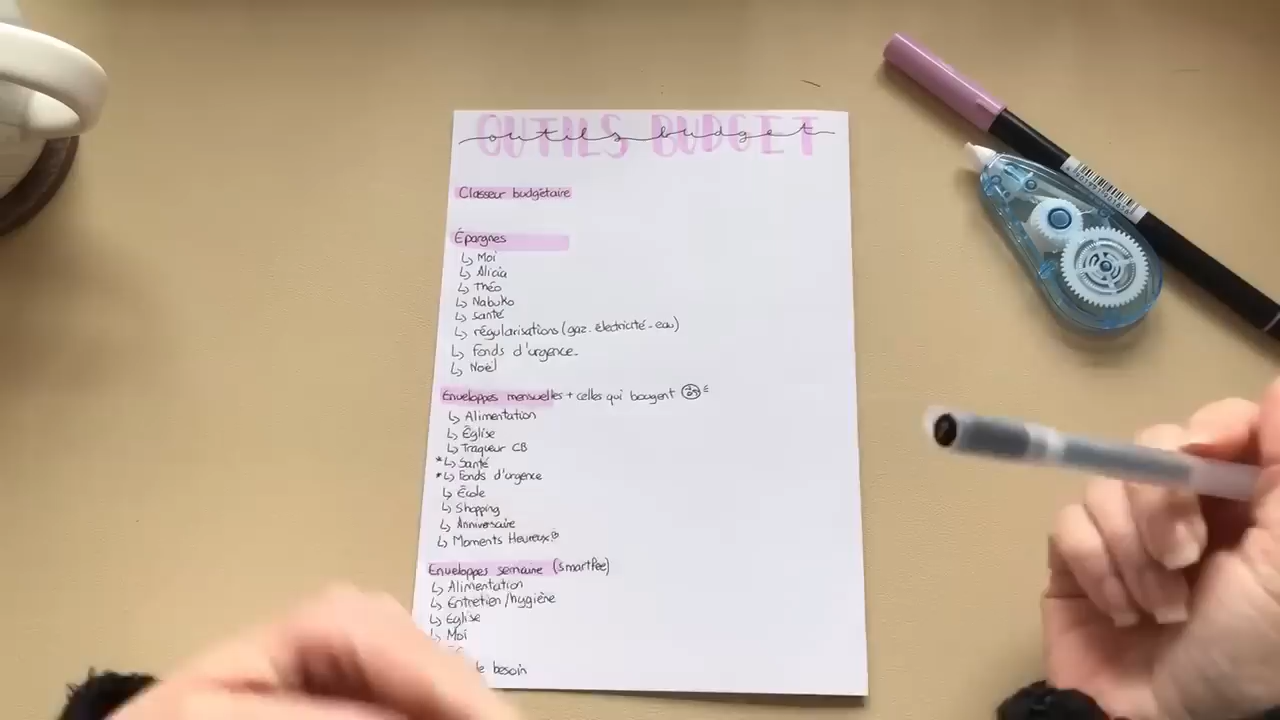 OUTILS BUDGET
outils budget
Classeur budgétaire
Épargnes
↳ Moi
↳ Alicia
↳ Théo
↳ Nabuko
↳ Santé
↳ régularisations (gaz - électricité - eau)
↳ Fonds d'urgence
↳ Noël
Enveloppes mensuelles + celles qui bougent
↳ Alimentation
↳ Église
↳ Traqueur CB
*↳ Santé
*↳ Fonds d'urgence
↳ École
↳ Shopping
↳ Anniversaire
↳ Moments Heureux
Enveloppes semaine (smartfee)
↳ Alimentation
↳ Entretien/hygiène
↳ Église
↳ Moi
besoin